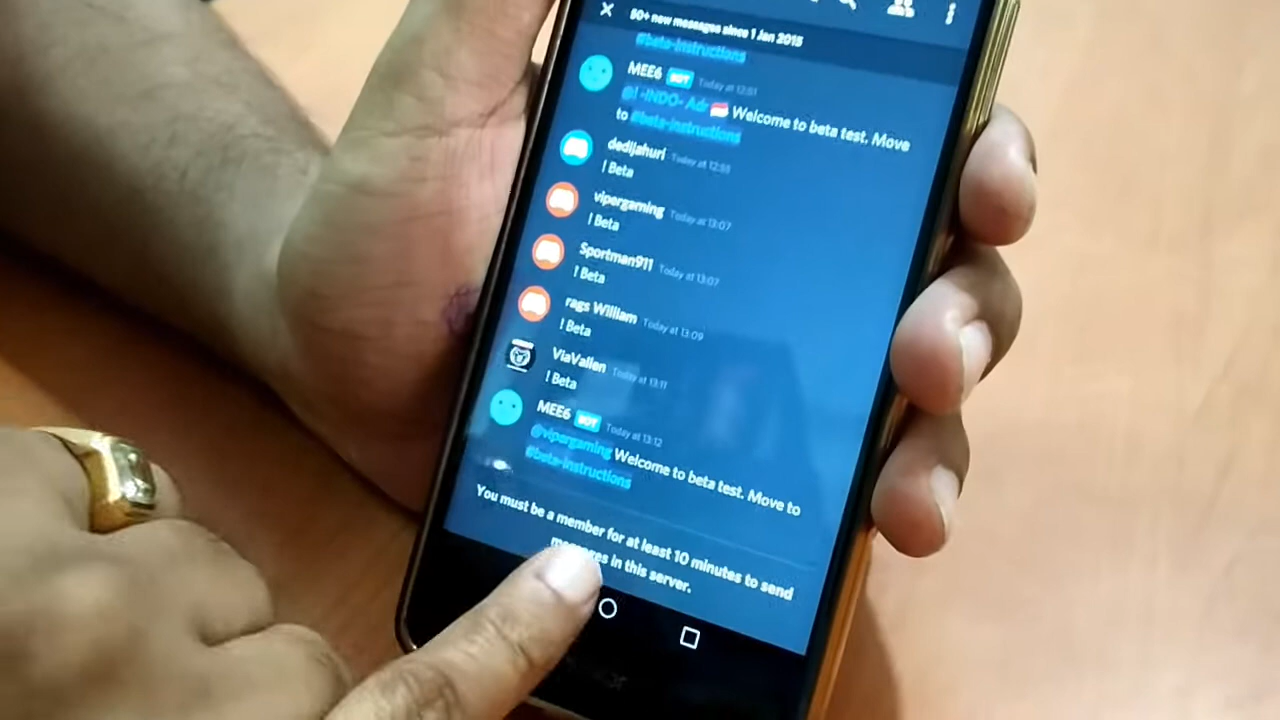 50+ new messages since 1 Jan 2015
#beta-instructions
MEE6 BOT Today at 12:51
@! -INDO- Adr Welcome to beta test. Move
to #beta-instructions
dedijahuri
Today at 12:55
! Beta
vipergaming Today at 13:07
! Beta
Sportman911 Today at 13:07
! Beta
rags William Today at 13:09
! Beta
ViaVallen Today at 13:11
! Beta
MEE6 BOT Today at 13:12
@vipergaming Welcome to beta test. Move to
#beta-instructions
You must be a member for at least 10 minutes to send
messages in this server.